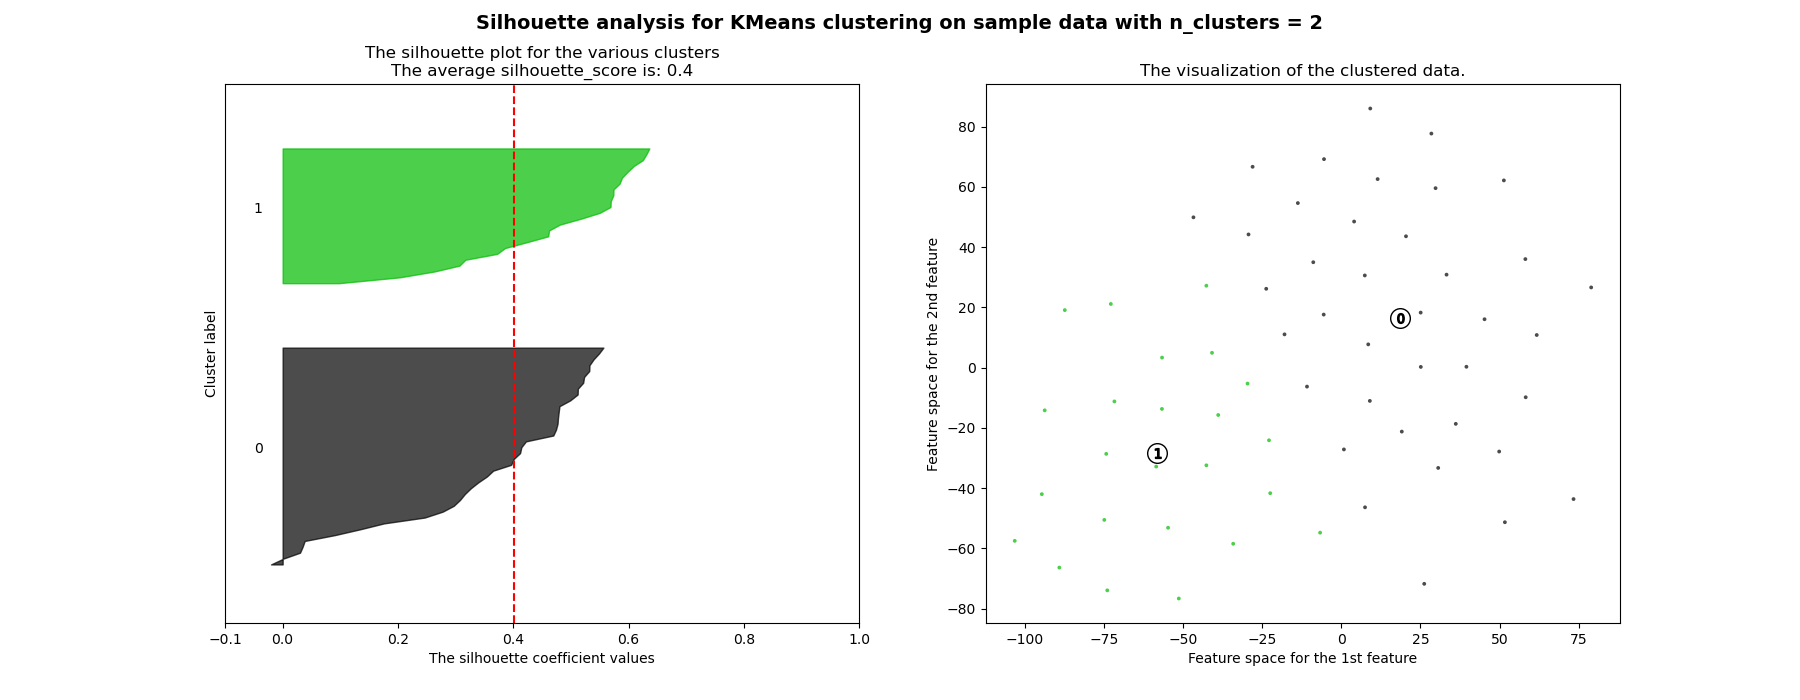 Silhouette analysis for KMeans clustering on sample data with n_clusters = 2
The silhouette plot for the various clusters
The average silhouette_score is: 0.4
1
0
Cluster label
−0.1 0.0 0.2 0.4 0.6 0.8 1.0
The silhouette coefficient values
The visualization of the clustered data.
80
60
40
20
0
−20
−40
−60
−80
Feature space for the 2nd feature
0
1
−100 −75 −50 −25 0 25 50 75
Feature space for the 1st feature